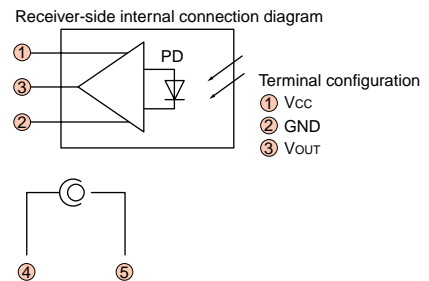 Receiver-side internal connection diagram
1
PD
3
2
Terminal configuration
1 Vcc
2 GND
3 VOUT
4
5